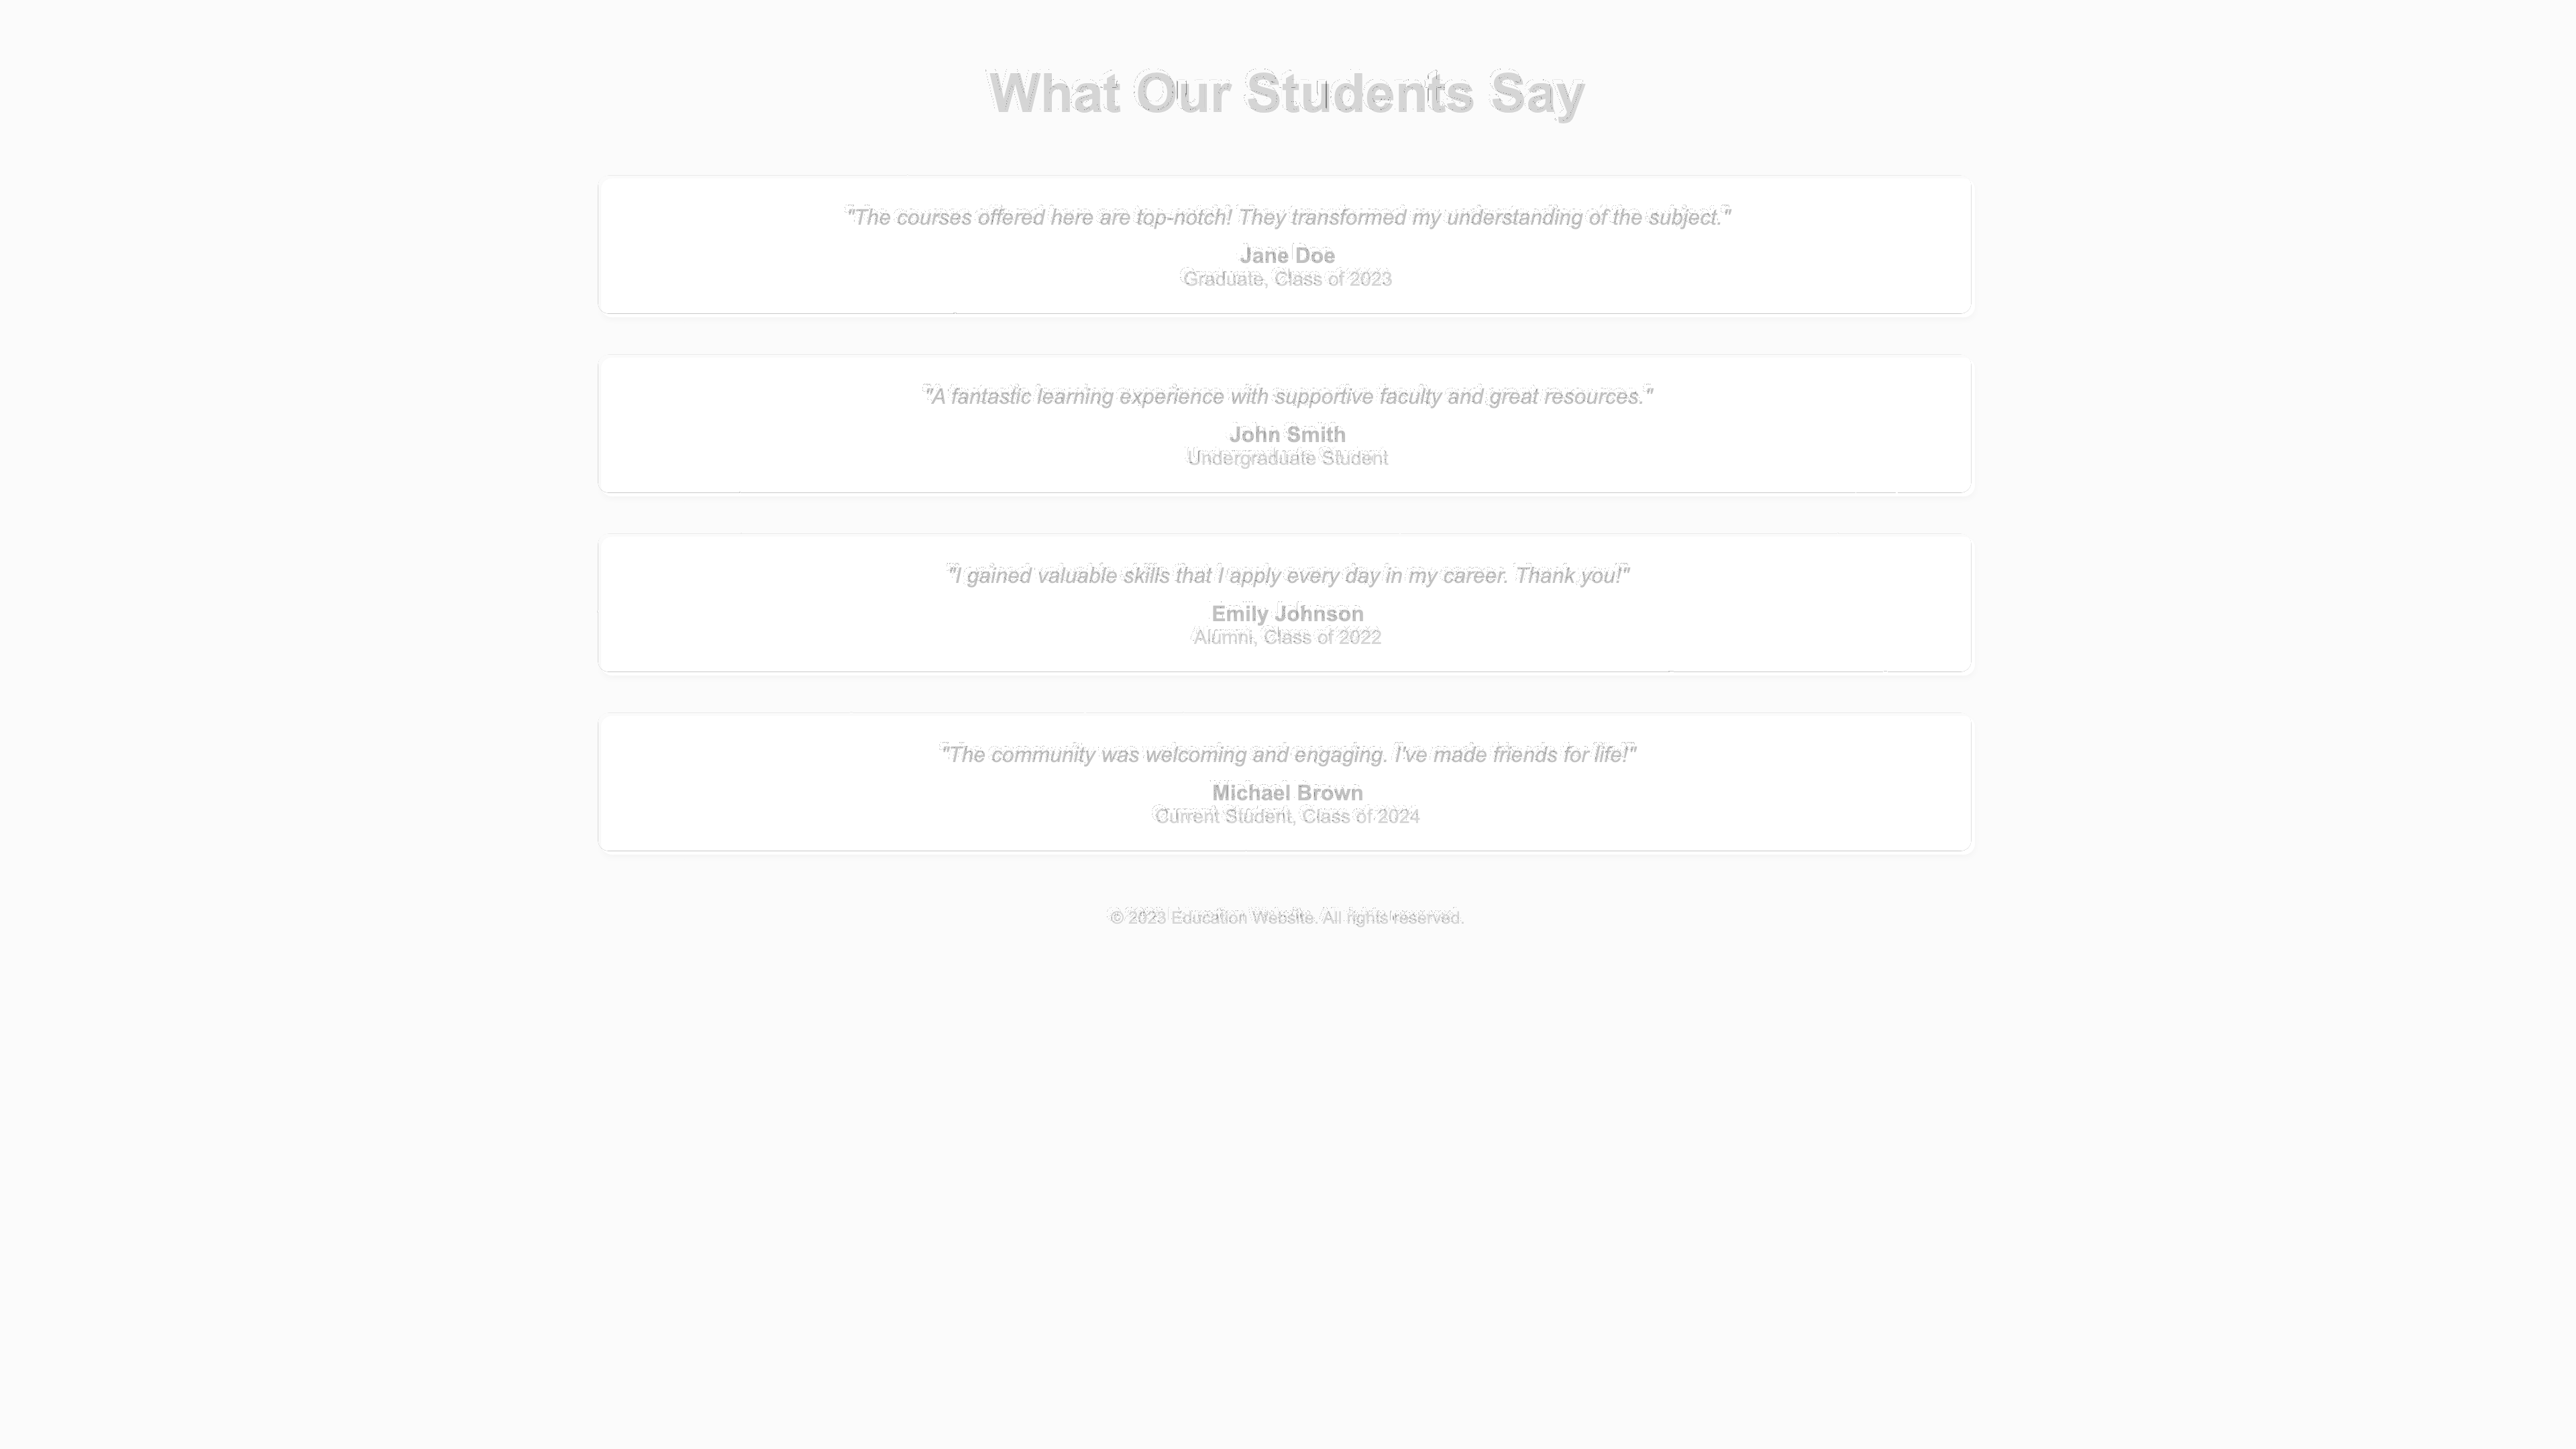 What Our Students Say
"The courses offered here are top-notch! They transformed my understanding of the subject."
Jane Doe
Graduate, Class of 2023
"A fantastic learning experience with supportive faculty and great resources."
John Smith
Undergraduate Student
"I gained valuable skills that I apply every day in my career. Thank you!"
Emily Johnson
Alumni, Class of 2022
"The community was welcoming and engaging. I've made friends for life!"
Michael Brown
Current Student, Class of 2024
© 2023 Education Website. All rights reserved.